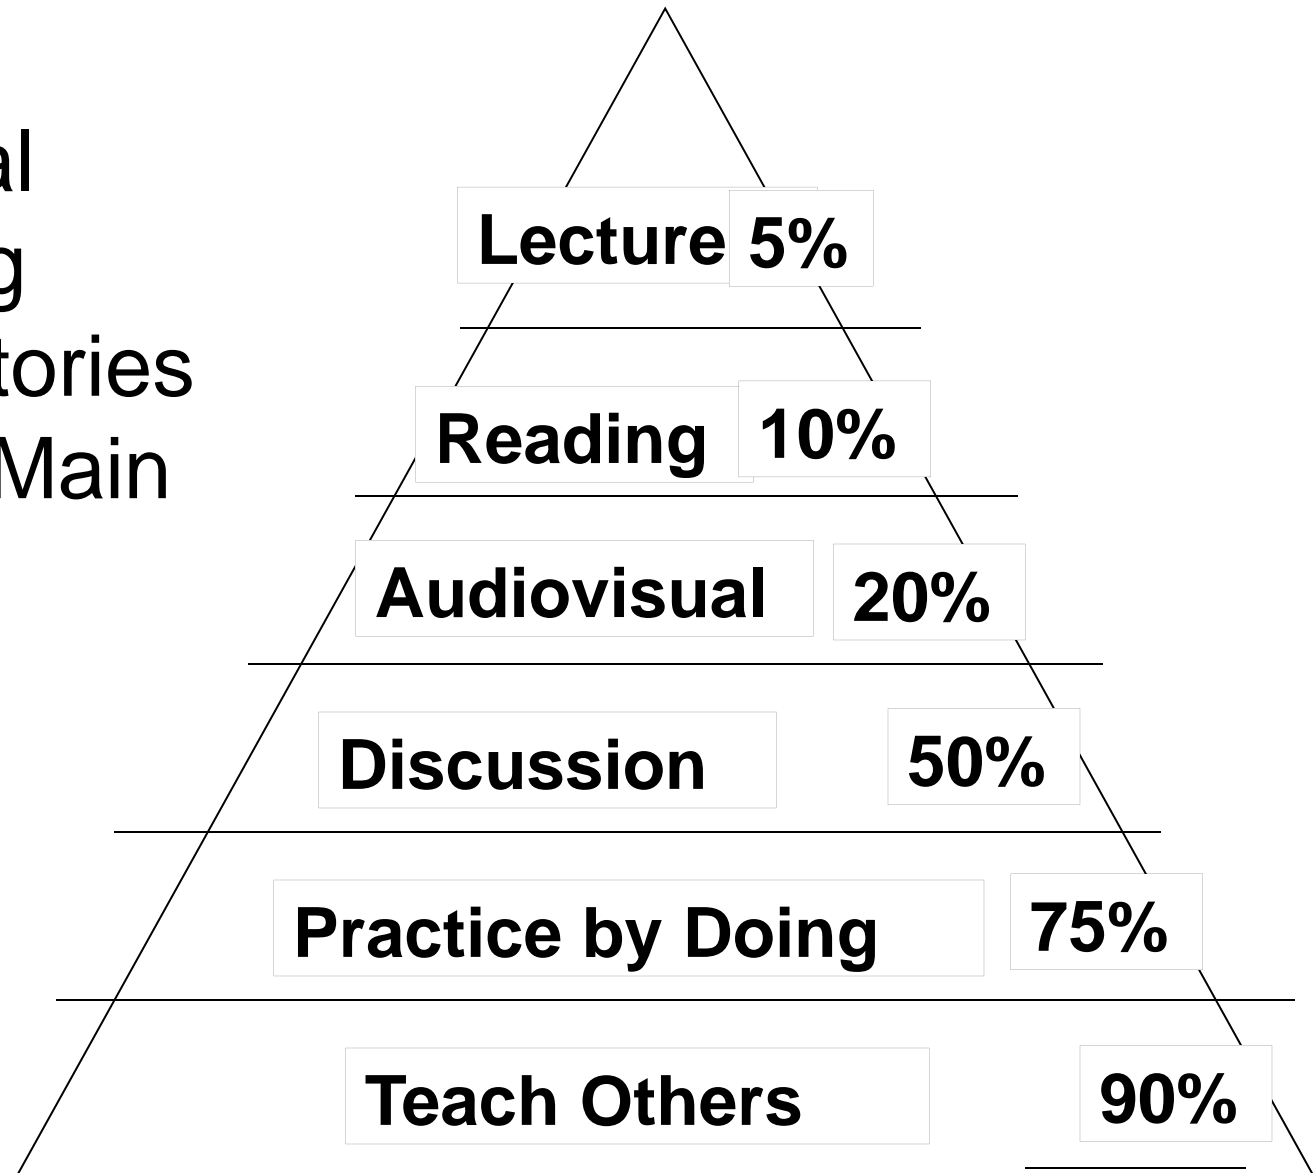 al
g
tories
Main
Lecture 5%
Reading 10%
Audiovisual 20%
Discussion 50%
Practice by Doing 75%
Teach Others 90%